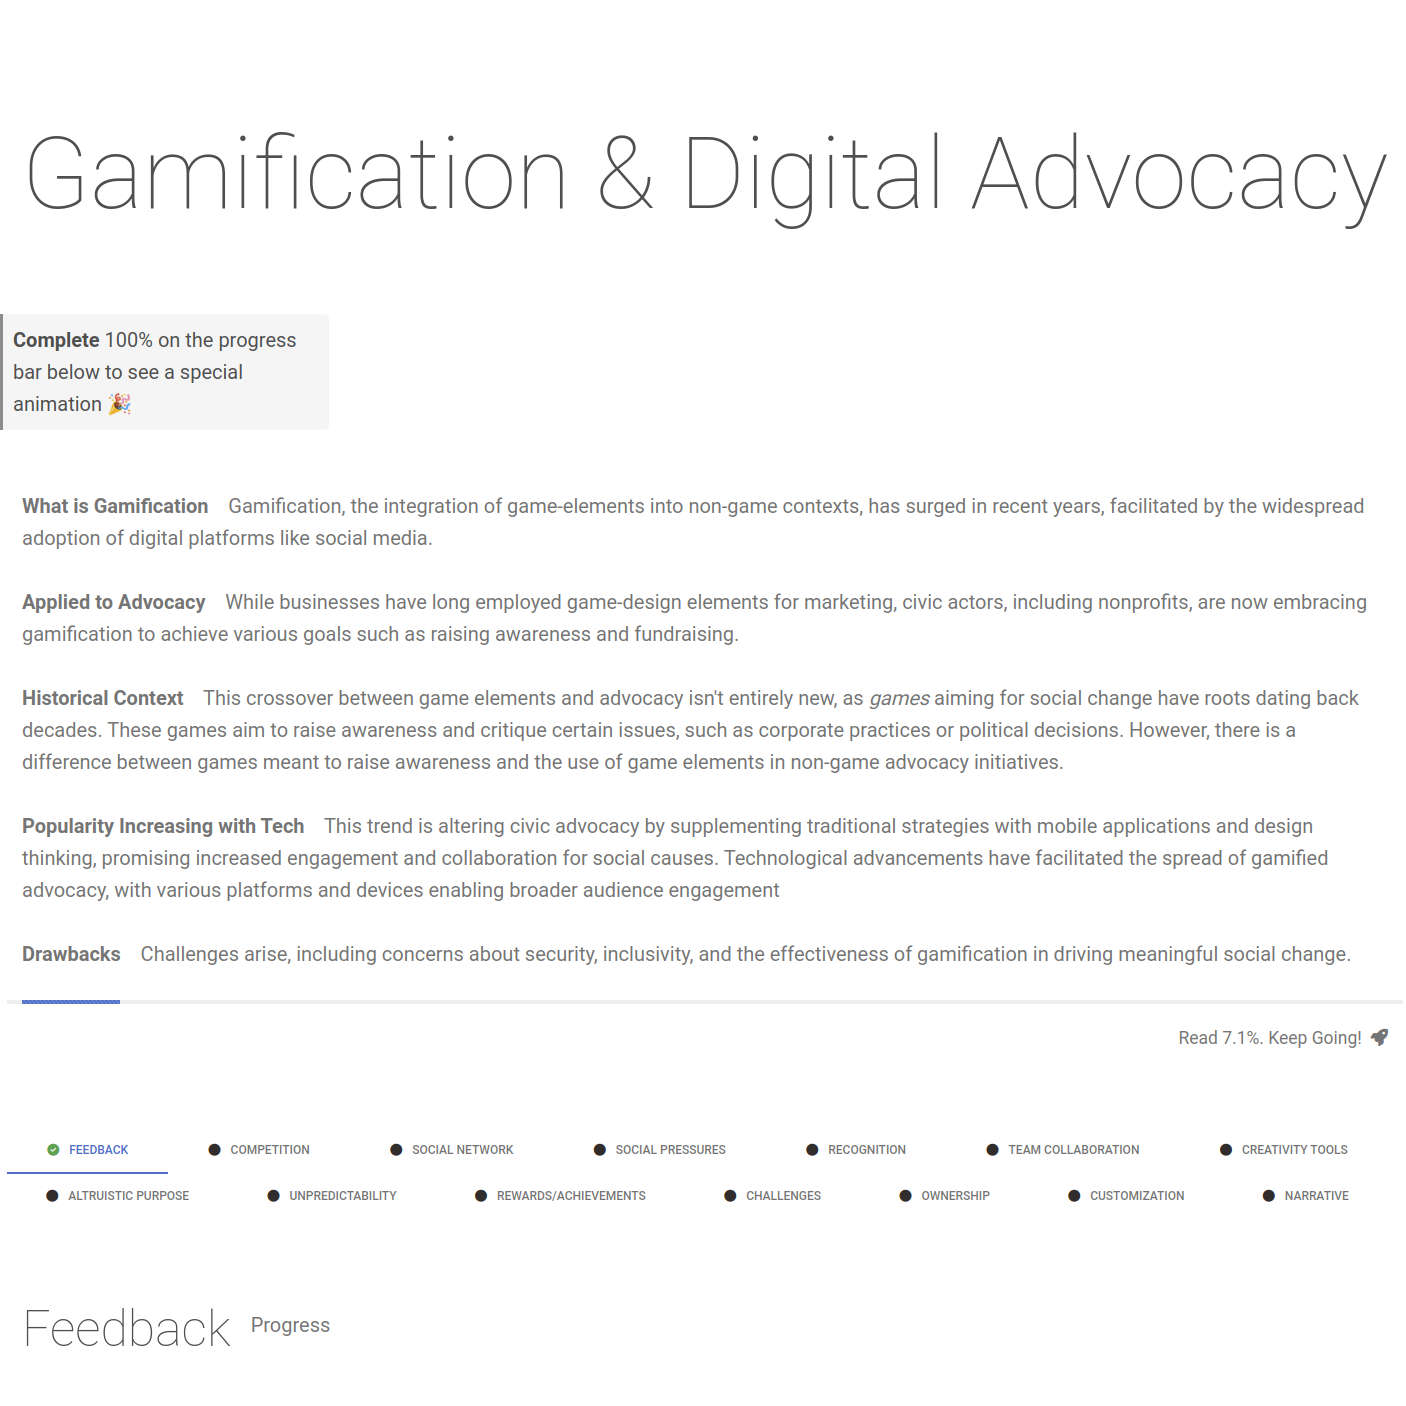 Gamification & Digital Advocacy
Complete 100% on the progress
bar below to see a special
animation 🎉
What is Gamification Gamification, the integration of game-elements into non-game contexts, has surged in recent years, facilitated by the widespread
adoption of digital platforms like social media.
Applied to Advocacy While businesses have long employed game-design elements for marketing, civic actors, including nonprofits, are now embracing
gamification to achieve various goals such as raising awareness and fundraising.
Historical Context This crossover between game elements and advocacy isn't entirely new, as games aiming for social change have roots dating back
decades. These games aim to raise awareness and critique certain issues, such as corporate practices or political decisions. However, there is a
difference between games meant to raise awareness and the use of game elements in non-game advocacy initiatives.
Popularity Increasing with Tech This trend is altering civic advocacy by supplementing traditional strategies with mobile applications and design
thinking, promising increased engagement and collaboration for social causes. Technological advancements have facilitated the spread of gamified
advocacy, with various platforms and devices enabling broader audience engagement
Drawbacks Challenges arise, including concerns about security, inclusivity, and the effectiveness of gamification in driving meaningful social change.
Read 7.1%. Keep Going!
FEEDBACK COMPETITION SOCIAL NETWORK SOCIAL PRESSURES RECOGNITION TEAM COLLABORATION CREATIVITY TOOLS
ALTRUISTIC PURPOSE UNPREDICTABILITY REWARDS/ACHIEVEMENTS CHALLENGES OWNERSHIP CUSTOMIZATION NARRATIVE
Feedback Progress